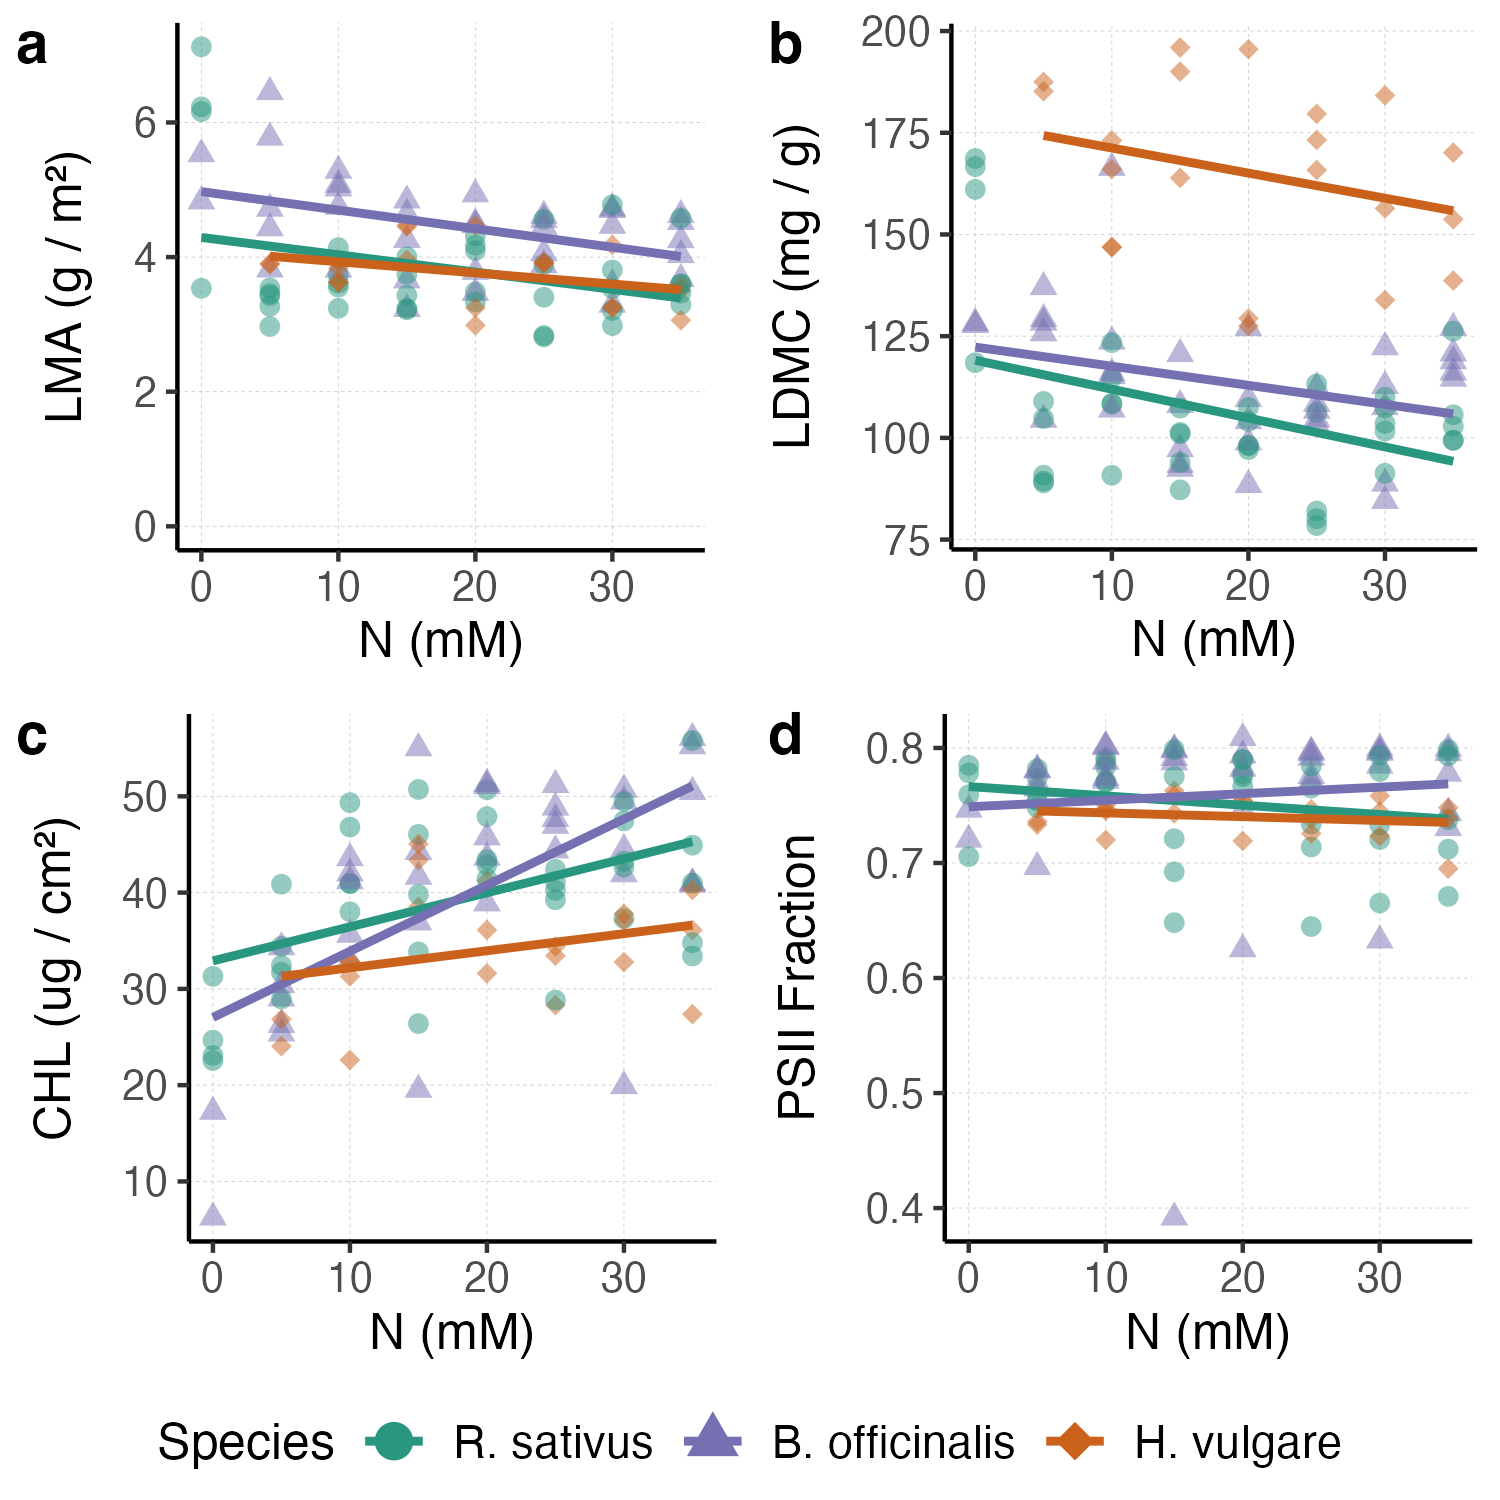 a
LMA (g / m²)
6
4
2
0
0 10 20 30
N (mM)
b
LDMC (mg / g)
200
175
150
125
100
75
0 10 20 30
N (mM)
c
CHL (ug / cm²)
50
40
30
20
10
0 10 20 30
N (mM)
d
PSII Fraction
0.8
0.7
0.6
0.5
0.4
0 10 20 30
N (mM)
Species R. sativus B. officinalis H. vulgare